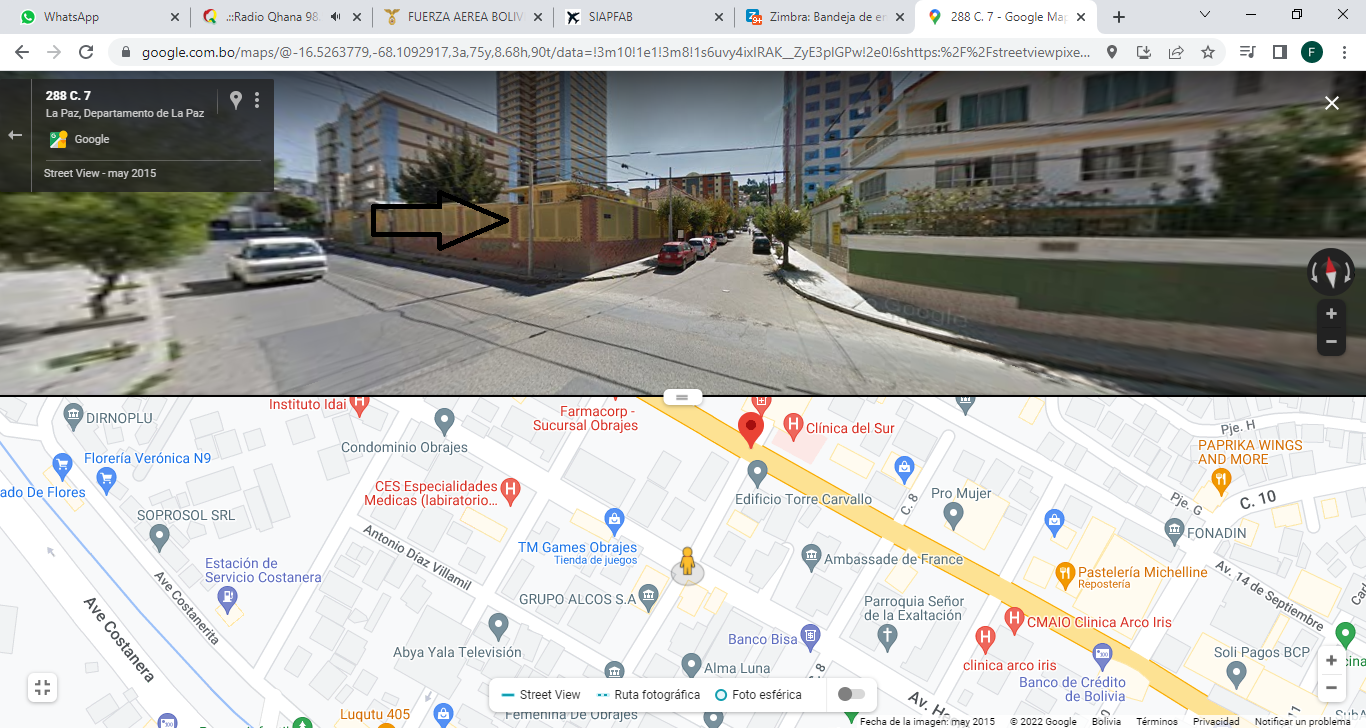 WhatsApp
.::Radio Qhana 98
FUERZA AEREA BOLIV
SIAPFAB
Zimbra: Bandeja de en
288 C. 7 - Google Map
google.com.bo/maps/@-16.5263779,-68.1092917,3a,75y,8.68h,90t/data=!3m10!1e1!3m8!1s6uvy4ixIRAK__ZyE3pIGPw!2e0!6shttps:%2F%2Fstreetviewpixe...
F
288 C. 7
La Paz, Departamento de La Paz
Google
Street View - may 2015
Google
DIRNOPLU
Instituto Idai
Farmacorp -
Sucursal Obrajes
Clínica del Sur
Pje. H
PAPRIKA WINGS
AND MORE
Condominio Obrajes
Florería Verónica N9
ado De Flores
CES Especialidades
Medicas (labiratorio...
Edificio Torre Carvallo
C. 8
Pro Mujer
Pje. G
C. 10
SOPROSOL SRL
FONADIN
Antonio Díaz Villamil
TM Games Obrajes
Tienda de juegos
Ambassade de France
Estación de
Servicio Costanera
Ave Costanerita
Ave Costanera
Pastelería Michelline
Repostería
Av. 14 de Septiembre
GRUPO ALCOS S.A
Parroquia Señor
de la Exaltación
CMAIO Clinica Arco Iris
Banco Bisa
Abya Yala Televisión
Alma Luna
clinica arco iris
Soli Pagos BCP
Banco de Crédito
de Bolivia
Street View
Ruta fotográfica
Foto esférica
Luqutu 405
Femenina De Obrajes
Fecha de la imagen: may 2015
© 2022 Google
Bolivia
Términos
Privacidad
Notificar un problema